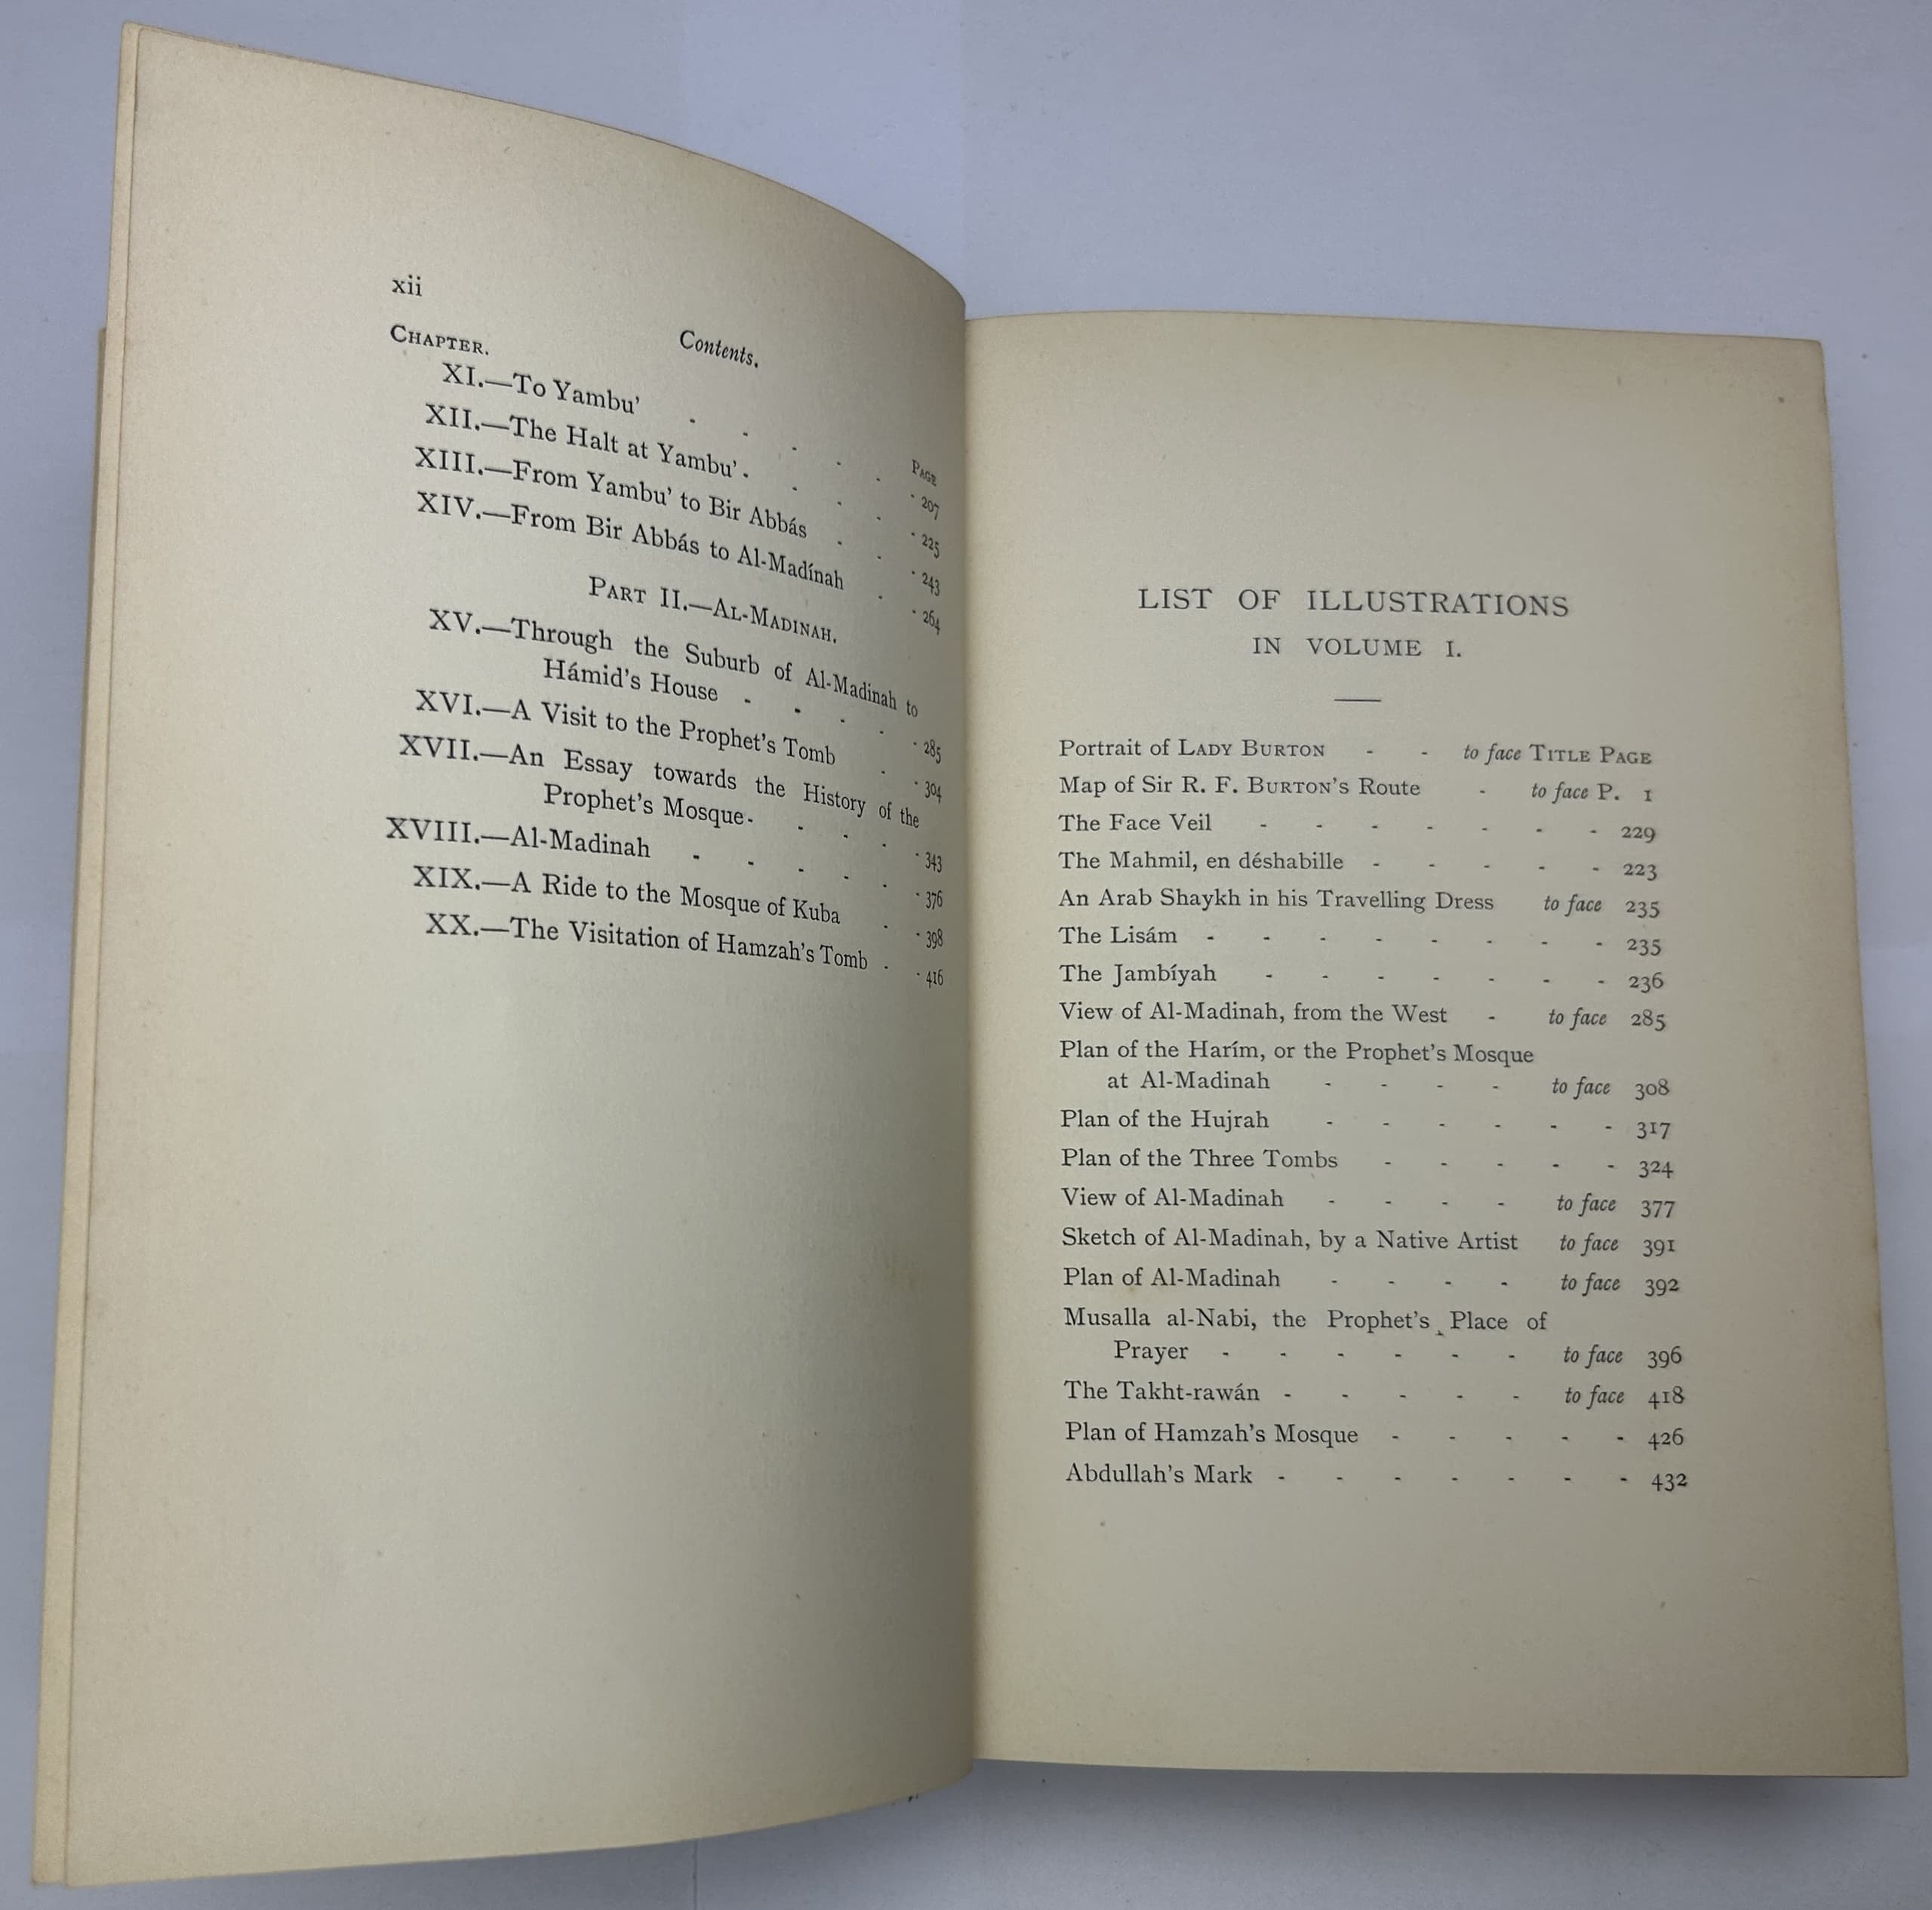 xii
Contents.
CHAPTER.
PAGE
XI.—To Yambu' - - - - - - 207
XII.—The Halt at Yambu' - - - - - 225
XIII.—From Yambu' to Bir Abbás - - - 243
XIV.—From Bir Abbás to Al-Madínah - - 264
PART II.—AL-MADINAH.
XV.—Through the Suburb of Al-Madinah to
Hámid's House - - - - - 285
XVI.—A Visit to the Prophet's Tomb - - 304
XVII.—An Essay towards the History of the
Prophet's Mosque - - - - - 343
XVIII.—Al-Madinah - - - - - - 376
XIX.—A Ride to the Mosque of Kuba - - 398
XX.—The Visitation of Hamzah's Tomb - - 416
LIST OF ILLUSTRATIONS
IN VOLUME I.
Portrait of LADY BURTON - - to face TITLE PAGE
Map of Sir R. F. BURTON's Route - to face P. 1
The Face Veil - - - - - - - 229
The Mahmil, en déshabille - - - - - 223
An Arab Shaykh in his Travelling Dress to face 235
The Lisám - - - - - - - - 235
The Jambíyah - - - - - - - 236
View of Al-Madinah, from the West - to face 285
Plan of the Harím, or the Prophet's Mosque
at Al-Madinah - - - - to face 308
Plan of the Hujrah - - - - - - 317
Plan of the Three Tombs - - - - - 324
View of Al-Madinah - - - - to face 377
Sketch of Al-Madinah, by a Native Artist to face 391
Plan of Al-Madinah - - - - to face 392
Musalla al-Nabi, the Prophet's Place of
Prayer - - - - - - to face 396
The Takht-rawán - - - - - to face 418
Plan of Hamzah's Mosque - - - - - 426
Abdullah's Mark - - - - - - - 432